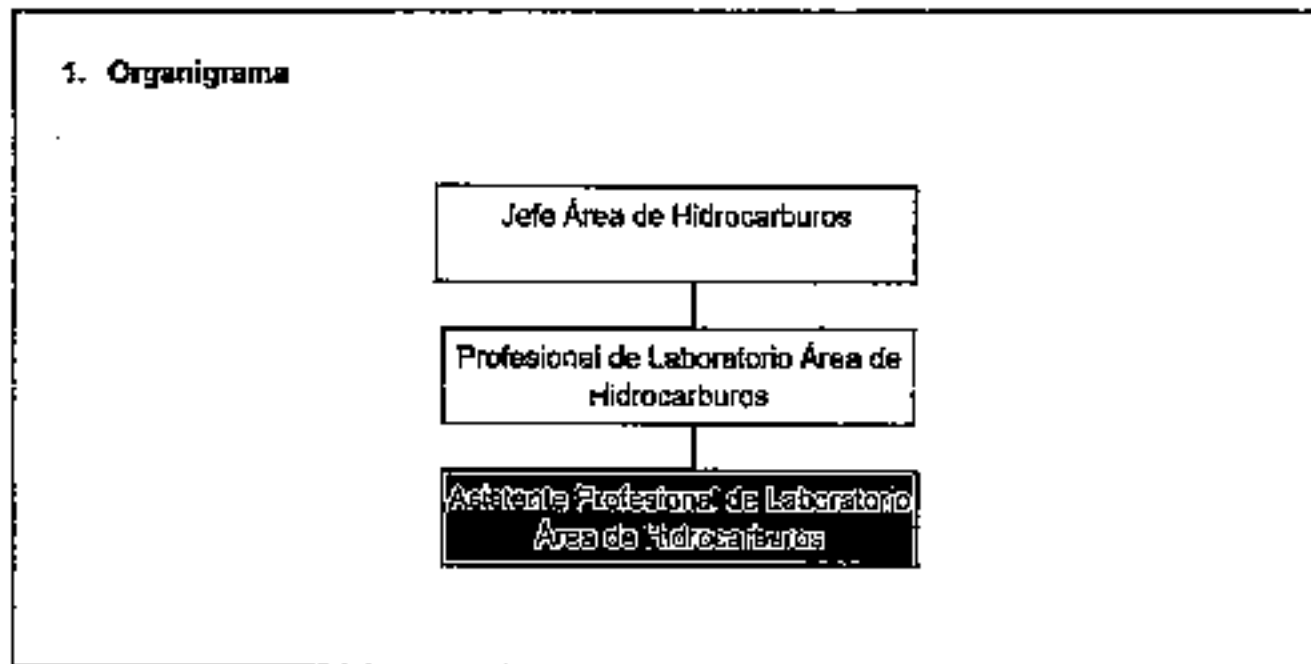 1. Organigrama
Jefe Área de Hidrocarburos
Profesional de Laboratorio Área de
Hidrocarburos
Asistente Profesional de Laboratorio
Área de Hidrocarburos